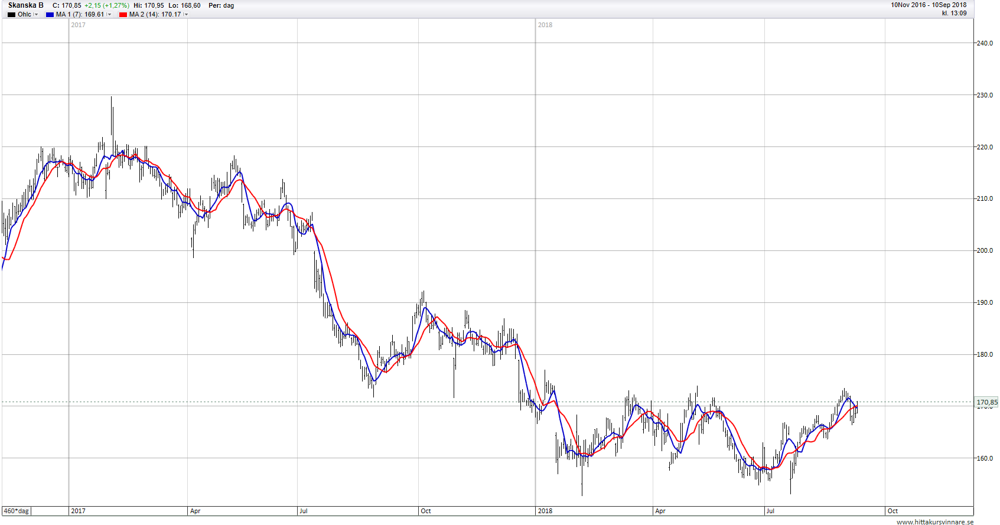 Skanska B C: 170,85 +2,15 (+1,27%) Hi: 170,95 Lo: 168,60 Per: dag 10Nov 2016 - 10Sep 2018
Ohlc MA 1 (7): 169.61 MA 2 (14): 170.17 kl. 13:09
2017 2018
240.0
230.0
220.0
210.0
200.0
190.0
180.0
170,85
170.0
160.0
460*dag 2017 Apr Jul Oct 2018 Apr Jul Oct
www.hittakursvinnare.se